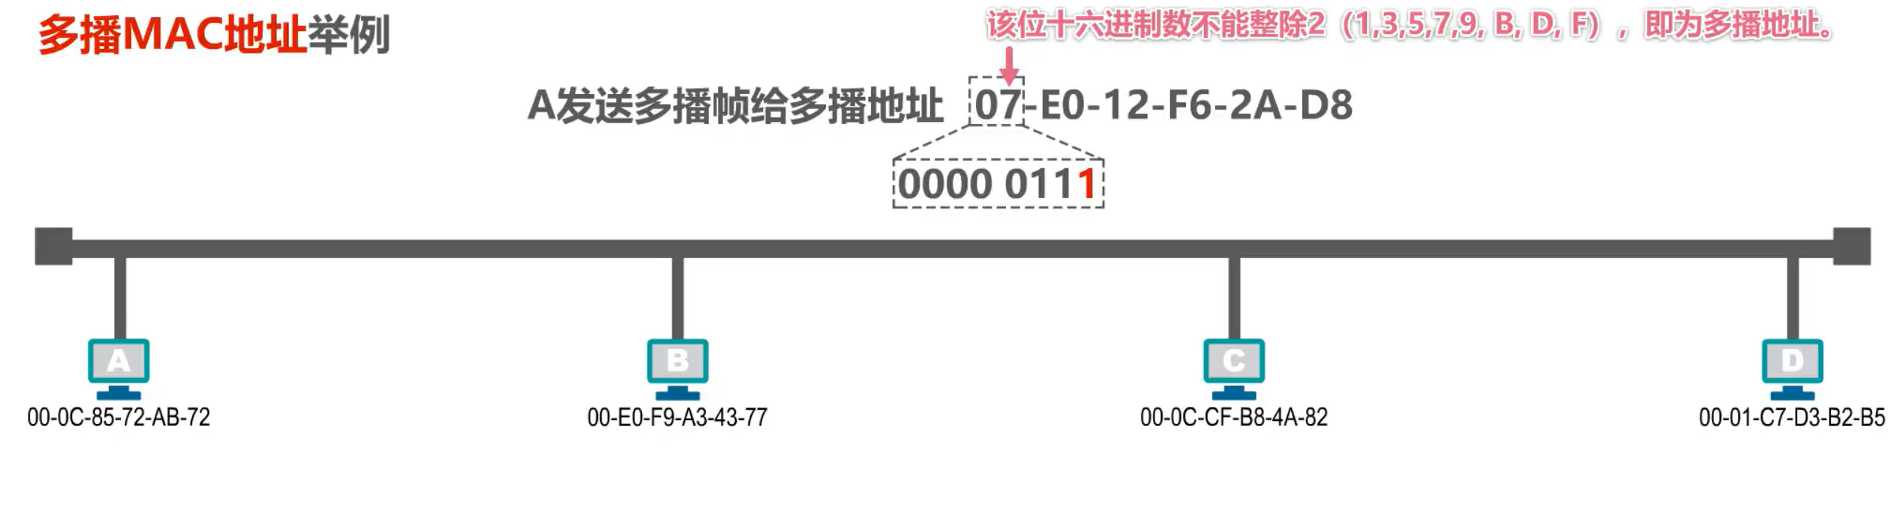 多播MAC地址举例
该位十六进制数不能整除2（1,3,5,7,9, B, D, F），即为多播地址。
A发送多播帧给多播地址 07-E0-12-F6-2A-D8
0000 0111
A B C D
00-0C-85-72-AB-72 00-E0-F9-A3-43-77 00-0C-CF-B8-4A-82 00-01-C7-D3-B2-B5